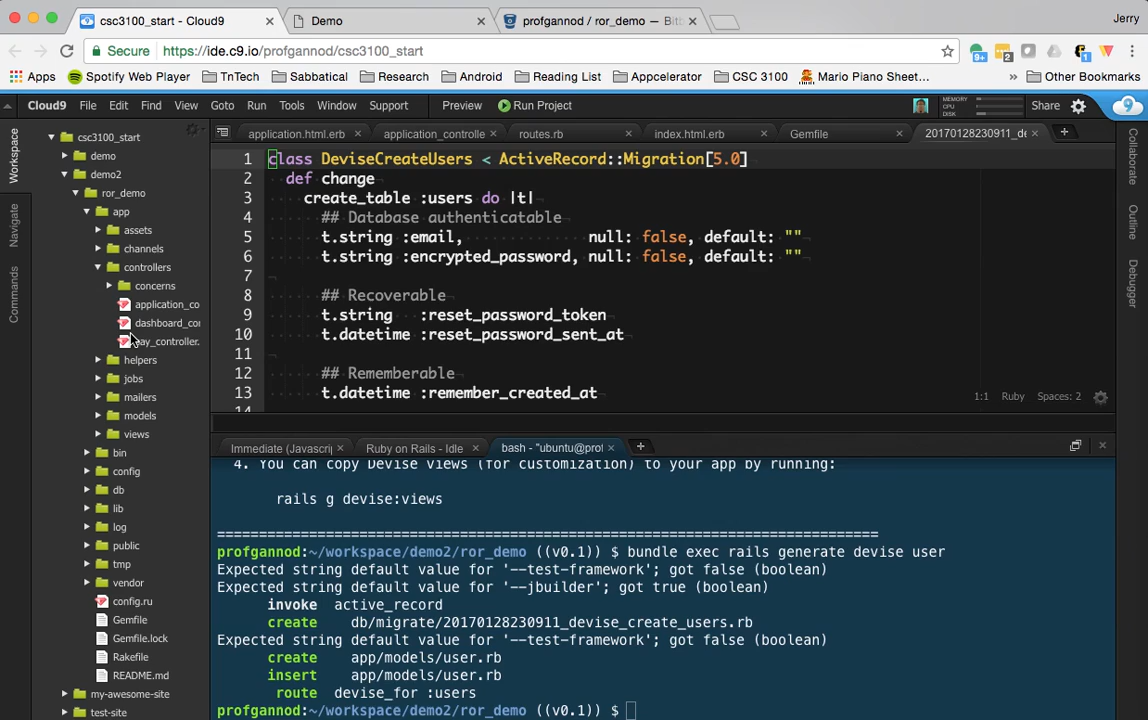 csc3100_start - Cloud9
Demo
profgannod / ror_demo — Bitb
Jerry
Secure
https://ide.c9.io/profgannod/csc3100_start
9+
2
1
Apps
Spotify Web Player
TnTech
Sabbatical
Research
Android
Reading List
Appcelerator
CSC 3100
Mario Piano Sheet...
»
Other Bookmarks
Cloud9 File Edit Find View Goto Run Tools Window Support Preview Run Project
MEMORY
CPU
DISK
Share
Workspace
Navigate
Commands
csc3100_start
demo
demo2
ror_demo
app
assets
channels
controllers
concerns
application_co
dashboard_co
ay_controller.
helpers
jobs
mailers
models
views
bin
config
db
lib
log
public
tmp
vendor
config.ru
Gemfile
Gemfile.lock
Rakefile
README.md
my-awesome-site
test-site
application.html.erb
application_controlle
routes.rb
index.html.erb
Gemfile
20170128230911_de
1 class DeviseCreateUsers < ActiveRecord::Migration[5.0]
2 def change
3 create_table :users do |t|
4 ## Database authenticatable
5 t.string :email, null: false, default: ""
6 t.string :encrypted_password, null: false, default: ""
7
8 ## Recoverable
9 t.string :reset_password_token
10 t.datetime :reset_password_sent_at
11
12 ## Rememberable
13 t.datetime :remember_created_at
14
1:1 Ruby Spaces: 2
Collaborate
Outline
Debugger
Immediate (Javascrip
Ruby on Rails - Idle
bash - "ubuntu@prof
4. You can copy Devise views (for customization) to your app by running:
rails g devise:views
===============================================================================
profgannod:~/workspace/demo2/ror_demo ((v0.1)) $ bundle exec rails generate devise user
Expected string default value for '--test-framework'; got false (boolean)
Expected string default value for '--jbuilder'; got true (boolean)
invoke active_record
create db/migrate/20170128230911_devise_create_users.rb
Expected string default value for '--test-framework'; got false (boolean)
create app/models/user.rb
insert app/models/user.rb
route devise_for :users
profgannod:~/workspace/demo2/ror_demo ((v0.1)) $